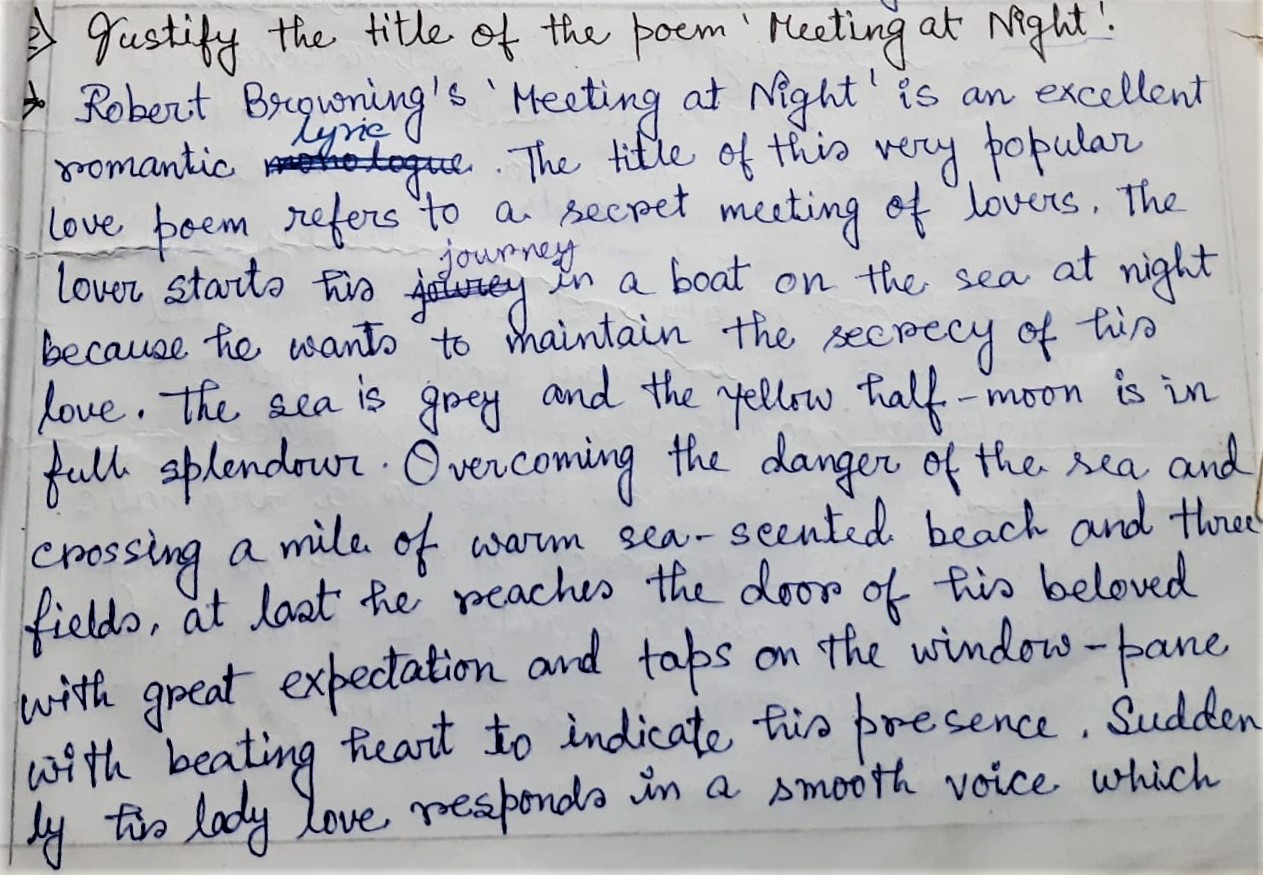 2) Justify the title of the poem 'Meeting at Night'.
→ Robert Browning's 'Meeting at Night' is an excellent
lyric
romantic monologue. The title of this very popular
love poem refers to a secret meeting of lovers. The
journey
lover starts his jourey in a boat on the sea at night
because he wants to maintain the secrecy of his
love. The sea is grey and the yellow half-moon is in
full splendour. Overcoming the danger of the sea and
crossing a mile of warm sea-scented beach and three
fields, at last he reaches the door of his beloved
with great expectation and taps on the window-pane
with beating heart to indicate his presence. Sudden
ly his lady love responds in a smooth voice which